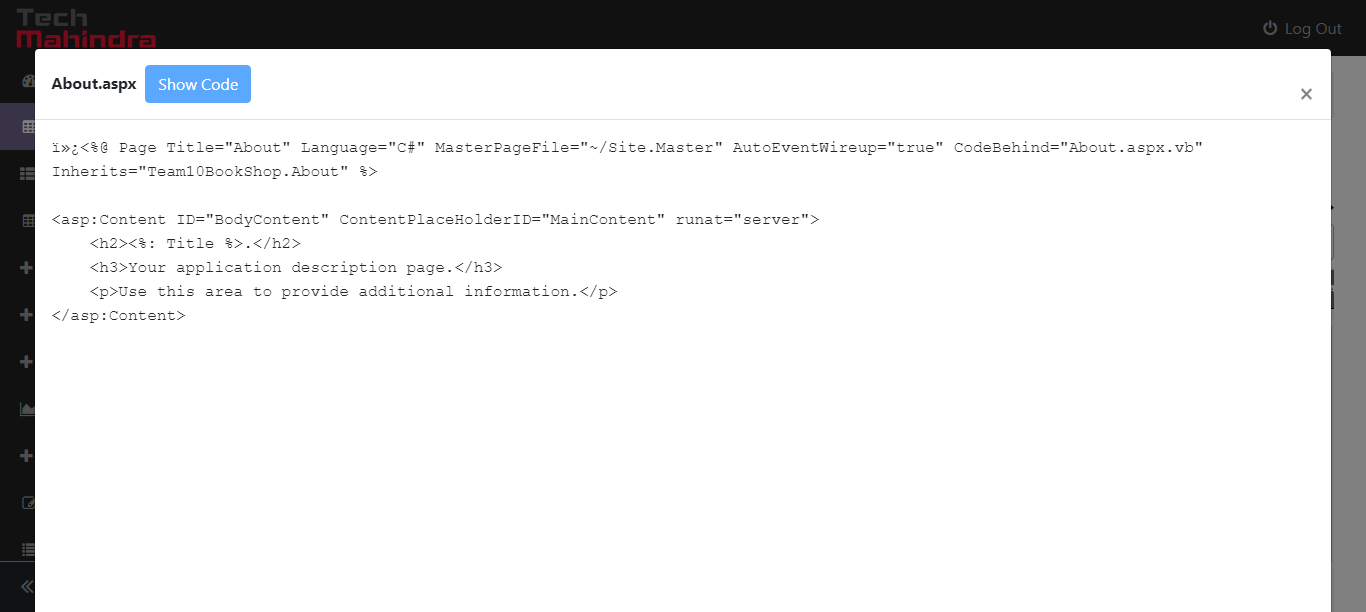 Tech
Mahindra
Log Out
About.aspx
Show Code
×
ï»¿<%@ Page Title="About" Language="C#" MasterPageFile="~/Site.Master" AutoEventWireup="true" CodeBehind="About.aspx.vb"
Inherits="Team10BookShop.About" %>
<asp:Content ID="BodyContent" ContentPlaceHolderID="MainContent" runat="server">
    <h2><%: Title %>.</h2>
    <h3>Your application description page.</h3>
    <p>Use this area to provide additional information.</p>
</asp:Content>